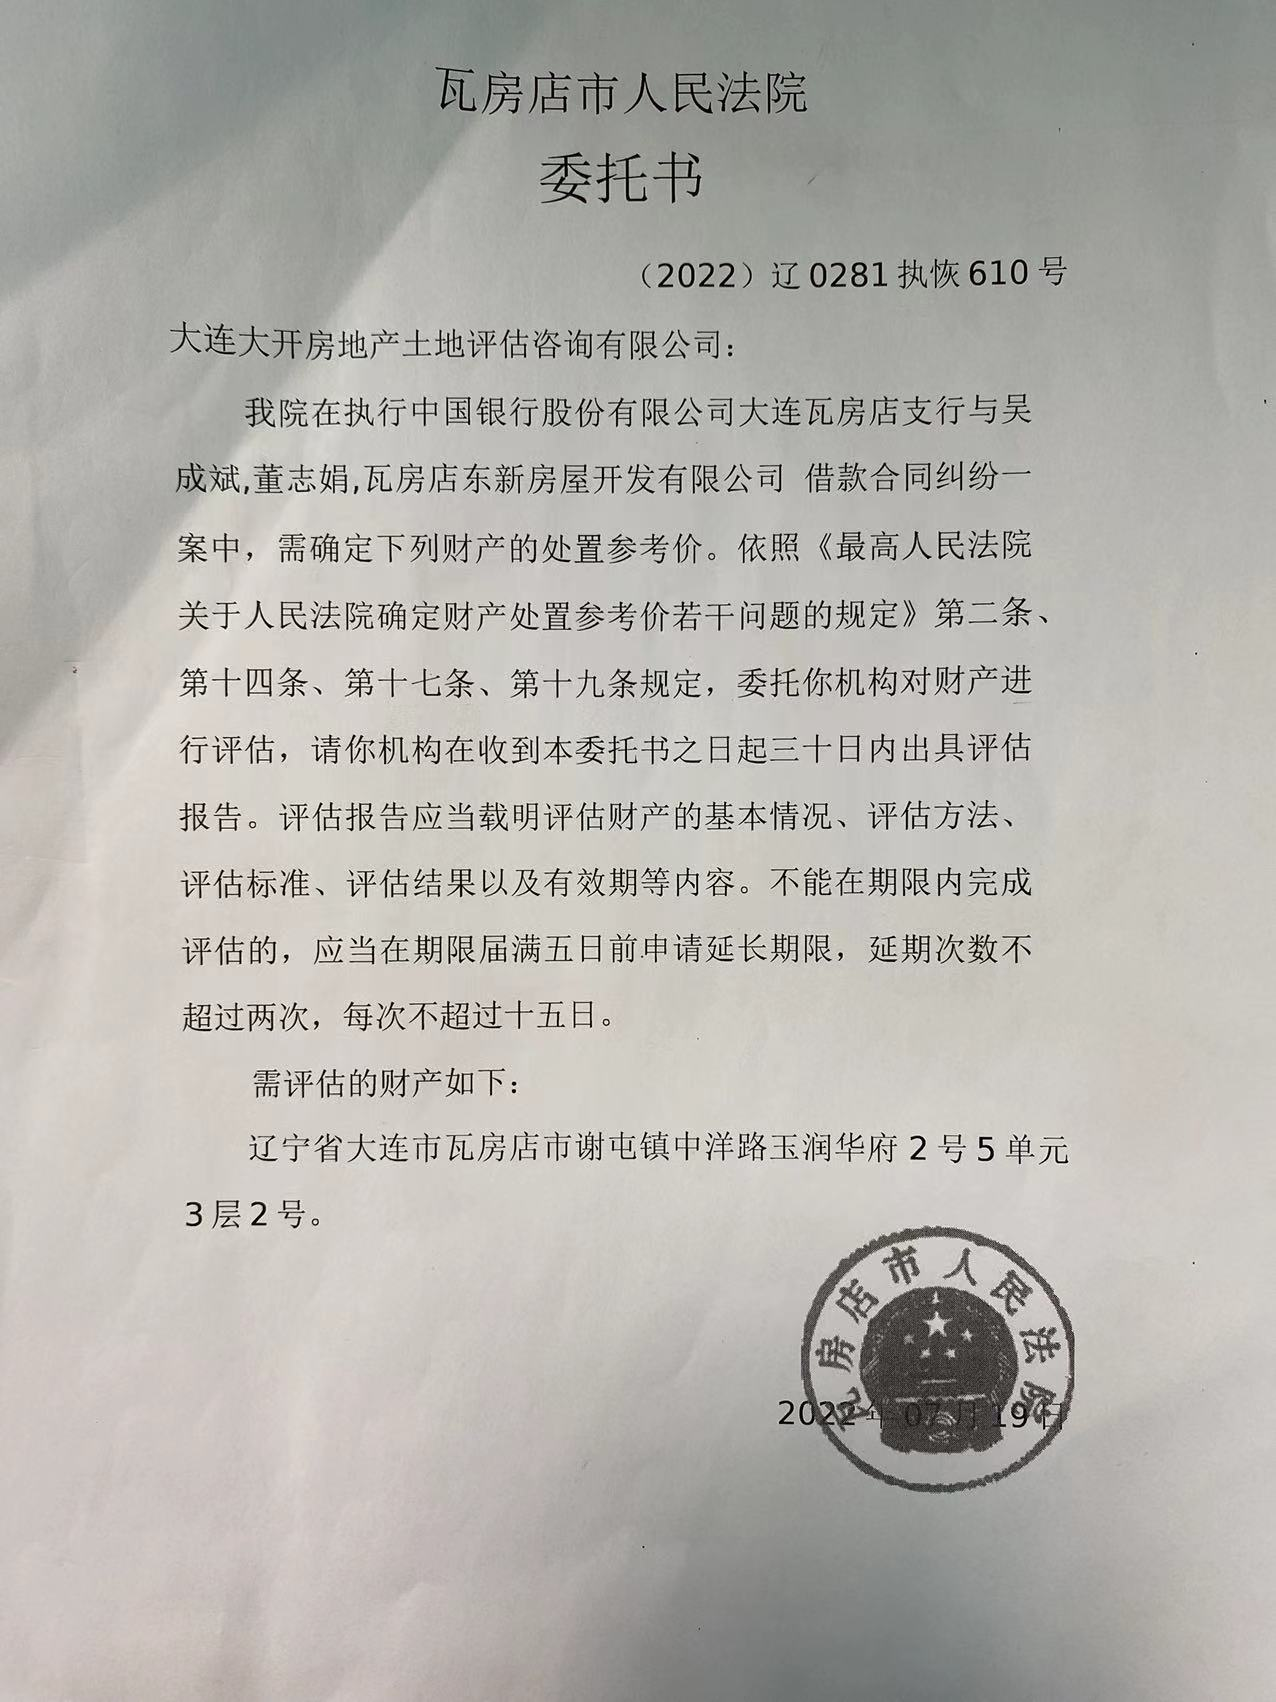 瓦房店市人民法院
委托书
（2022）辽0281执恢610号
大连大开房地产土地评估咨询有限公司：
我院在执行中国银行股份有限公司大连瓦房店支行与吴
成斌,董志娟,瓦房店东新房屋开发有限公司 借款合同纠纷一
案中，需确定下列财产的处置参考价。依照《最高人民法院
关于人民法院确定财产处置参考价若干问题的规定》第二条、
第十四条、第十七条、第十九条规定，委托你机构对财产进
行评估，请你机构在收到本委托书之日起三十日内出具评估
报告。评估报告应当载明评估财产的基本情况、评估方法、
评估标准、评估结果以及有效期等内容。不能在期限内完成
评估的，应当在期限届满五日前申请延长期限，延期次数不
超过两次，每次不超过十五日。
需评估的财产如下：
辽宁省大连市瓦房店市谢屯镇中洋路玉润华府2号5单元
3层2号。
瓦房店市人民法院
2022年07月19日